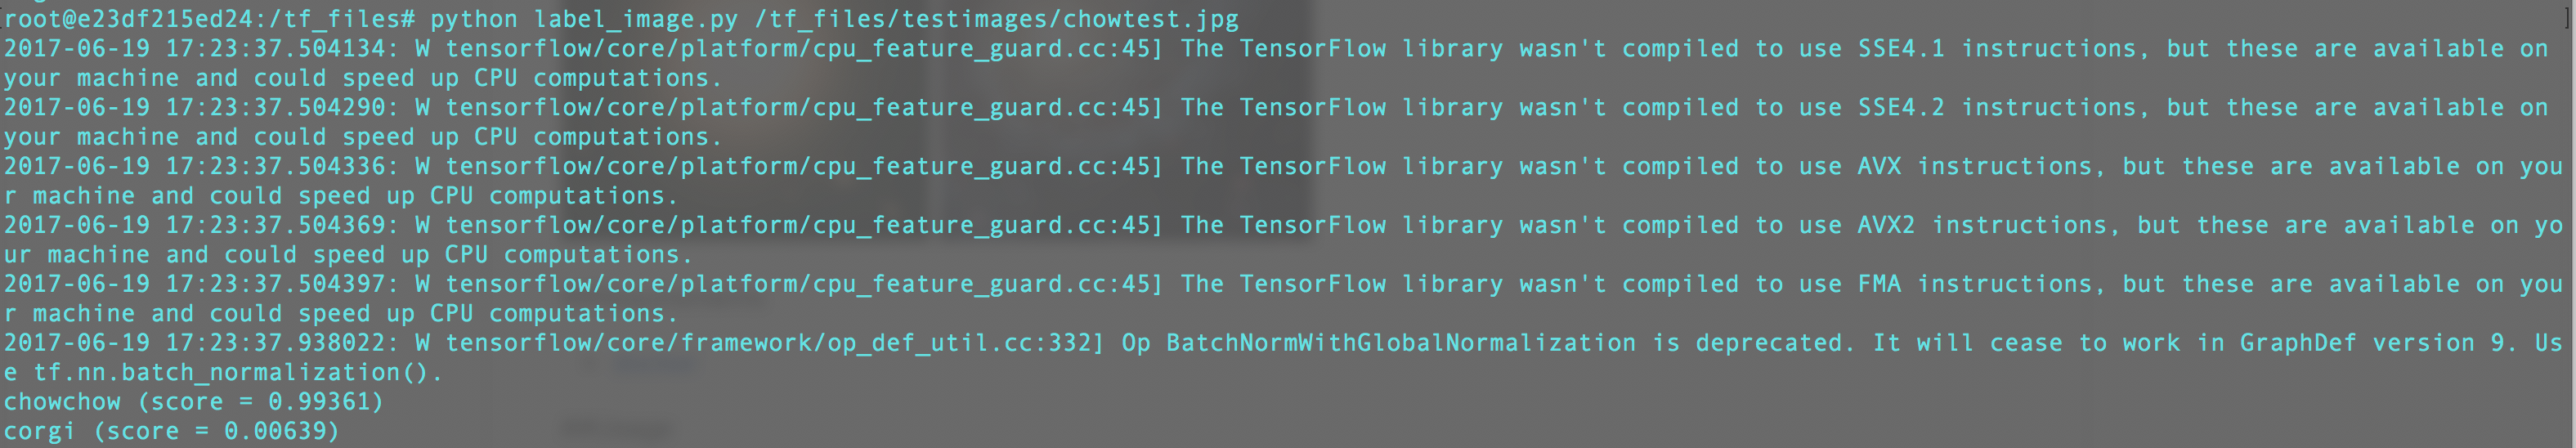 root@e23df215ed24:/tf_files# python label_image.py /tf_files/testimages/chowtest.jpg
2017-06-19 17:23:37.504134: W tensorflow/core/platform/cpu_feature_guard.cc:45] The TensorFlow library wasn't compiled to use SSE4.1 instructions, but these are available on
your machine and could speed up CPU computations.
2017-06-19 17:23:37.504290: W tensorflow/core/platform/cpu_feature_guard.cc:45] The TensorFlow library wasn't compiled to use SSE4.2 instructions, but these are available on
your machine and could speed up CPU computations.
2017-06-19 17:23:37.504336: W tensorflow/core/platform/cpu_feature_guard.cc:45] The TensorFlow library wasn't compiled to use AVX instructions, but these are available on you
r machine and could speed up CPU computations.
2017-06-19 17:23:37.504369: W tensorflow/core/platform/cpu_feature_guard.cc:45] The TensorFlow library wasn't compiled to use AVX2 instructions, but these are available on yo
ur machine and could speed up CPU computations.
2017-06-19 17:23:37.504397: W tensorflow/core/platform/cpu_feature_guard.cc:45] The TensorFlow library wasn't compiled to use FMA instructions, but these are available on you
r machine and could speed up CPU computations.
2017-06-19 17:23:37.938022: W tensorflow/core/framework/op_def_util.cc:332] Op BatchNormWithGlobalNormalization is deprecated. It will cease to work in GraphDef version 9. Us
e tf.nn.batch_normalization().
chowchow (score = 0.99361)
corgi (score = 0.00639)